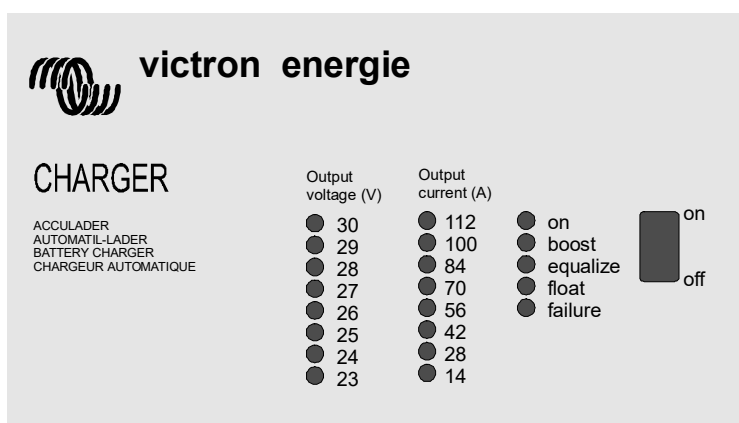 victron energie
CHARGER
ACCULADER
AUTOMATIL-LADER
BATTERY CHARGER
CHARGEUR AUTOMATIQUE
Output
voltage (V)
30
29
28
27
26
25
24
23
Output
current (A)
112
100
84
70
56
42
28
14
on
boost
equalize
float
failure
on
off